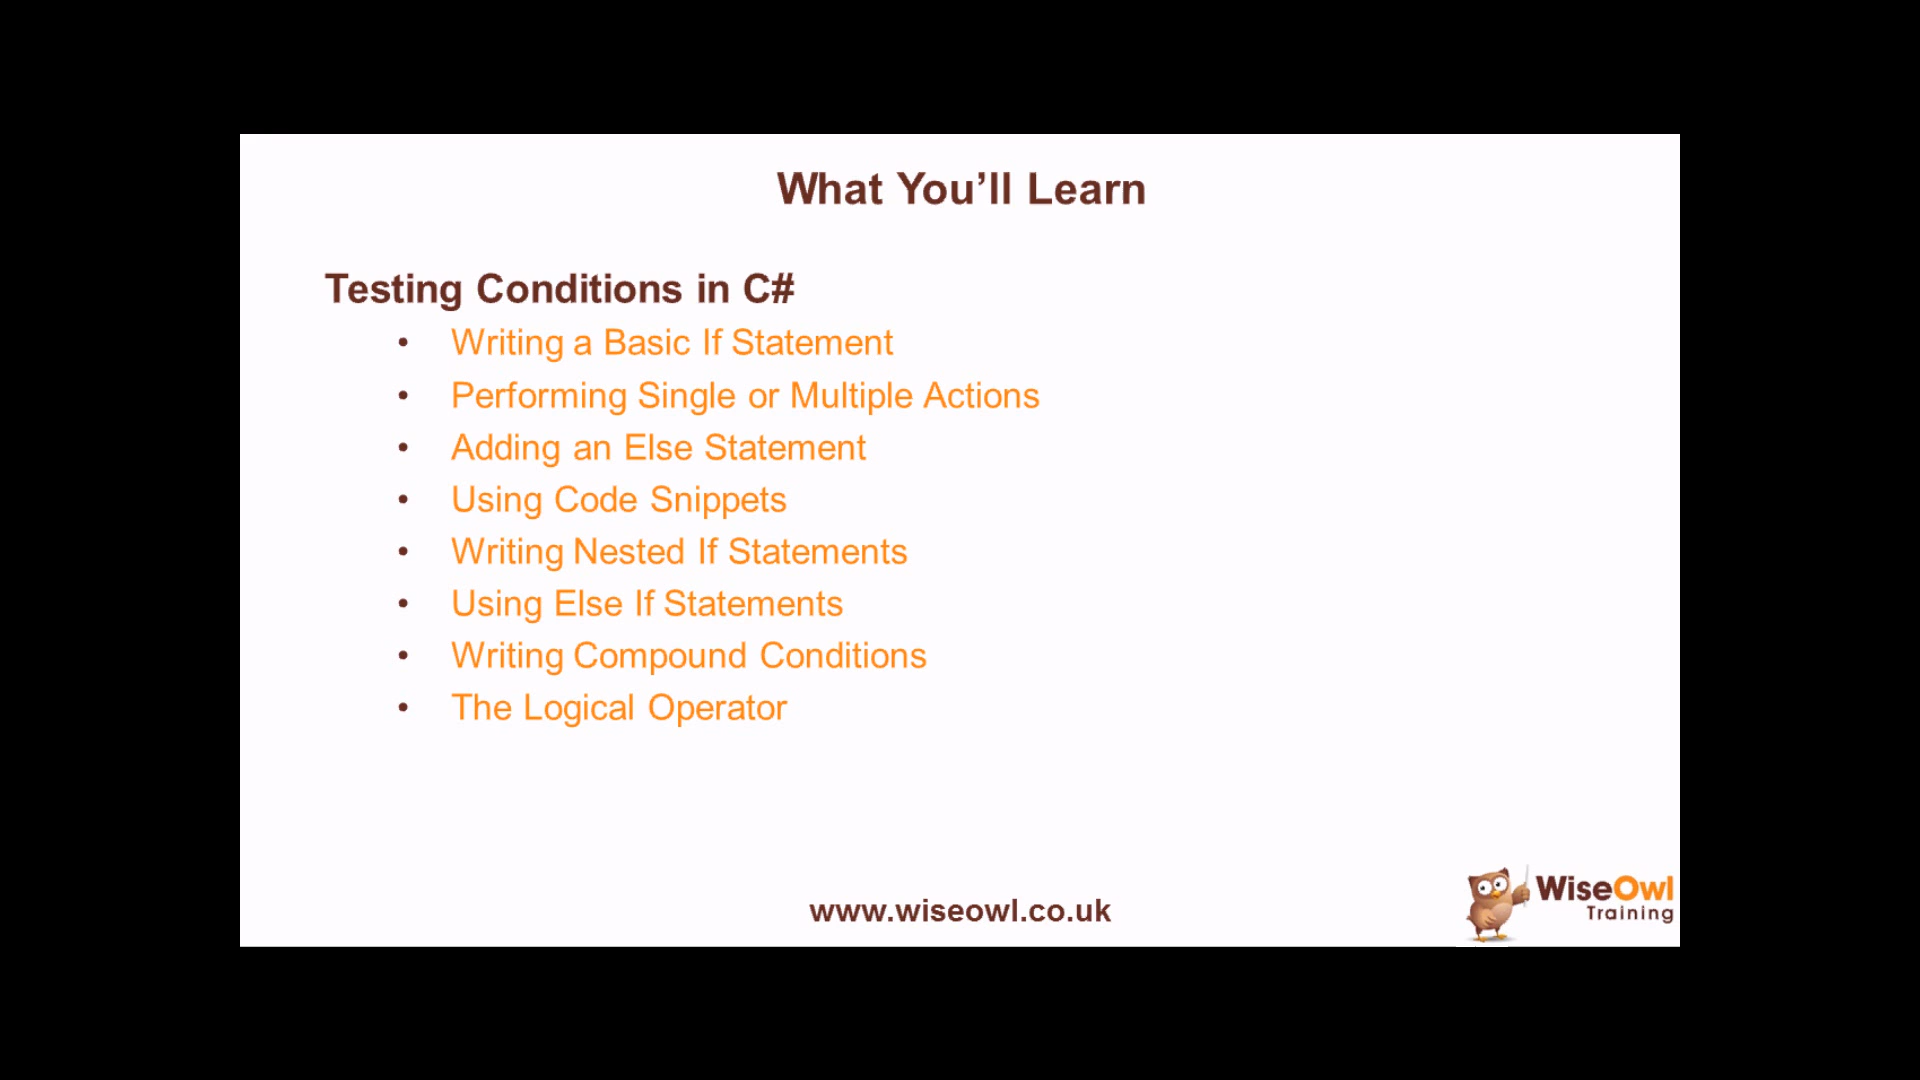 What You’ll Learn
Testing Conditions in C#
• Writing a Basic If Statement
• Performing Single or Multiple Actions
• Adding an Else Statement
• Using Code Snippets
• Writing Nested If Statements
• Using Else If Statements
• Writing Compound Conditions
• The Logical Operator
www.wiseowl.co.uk
WiseOwl
Training